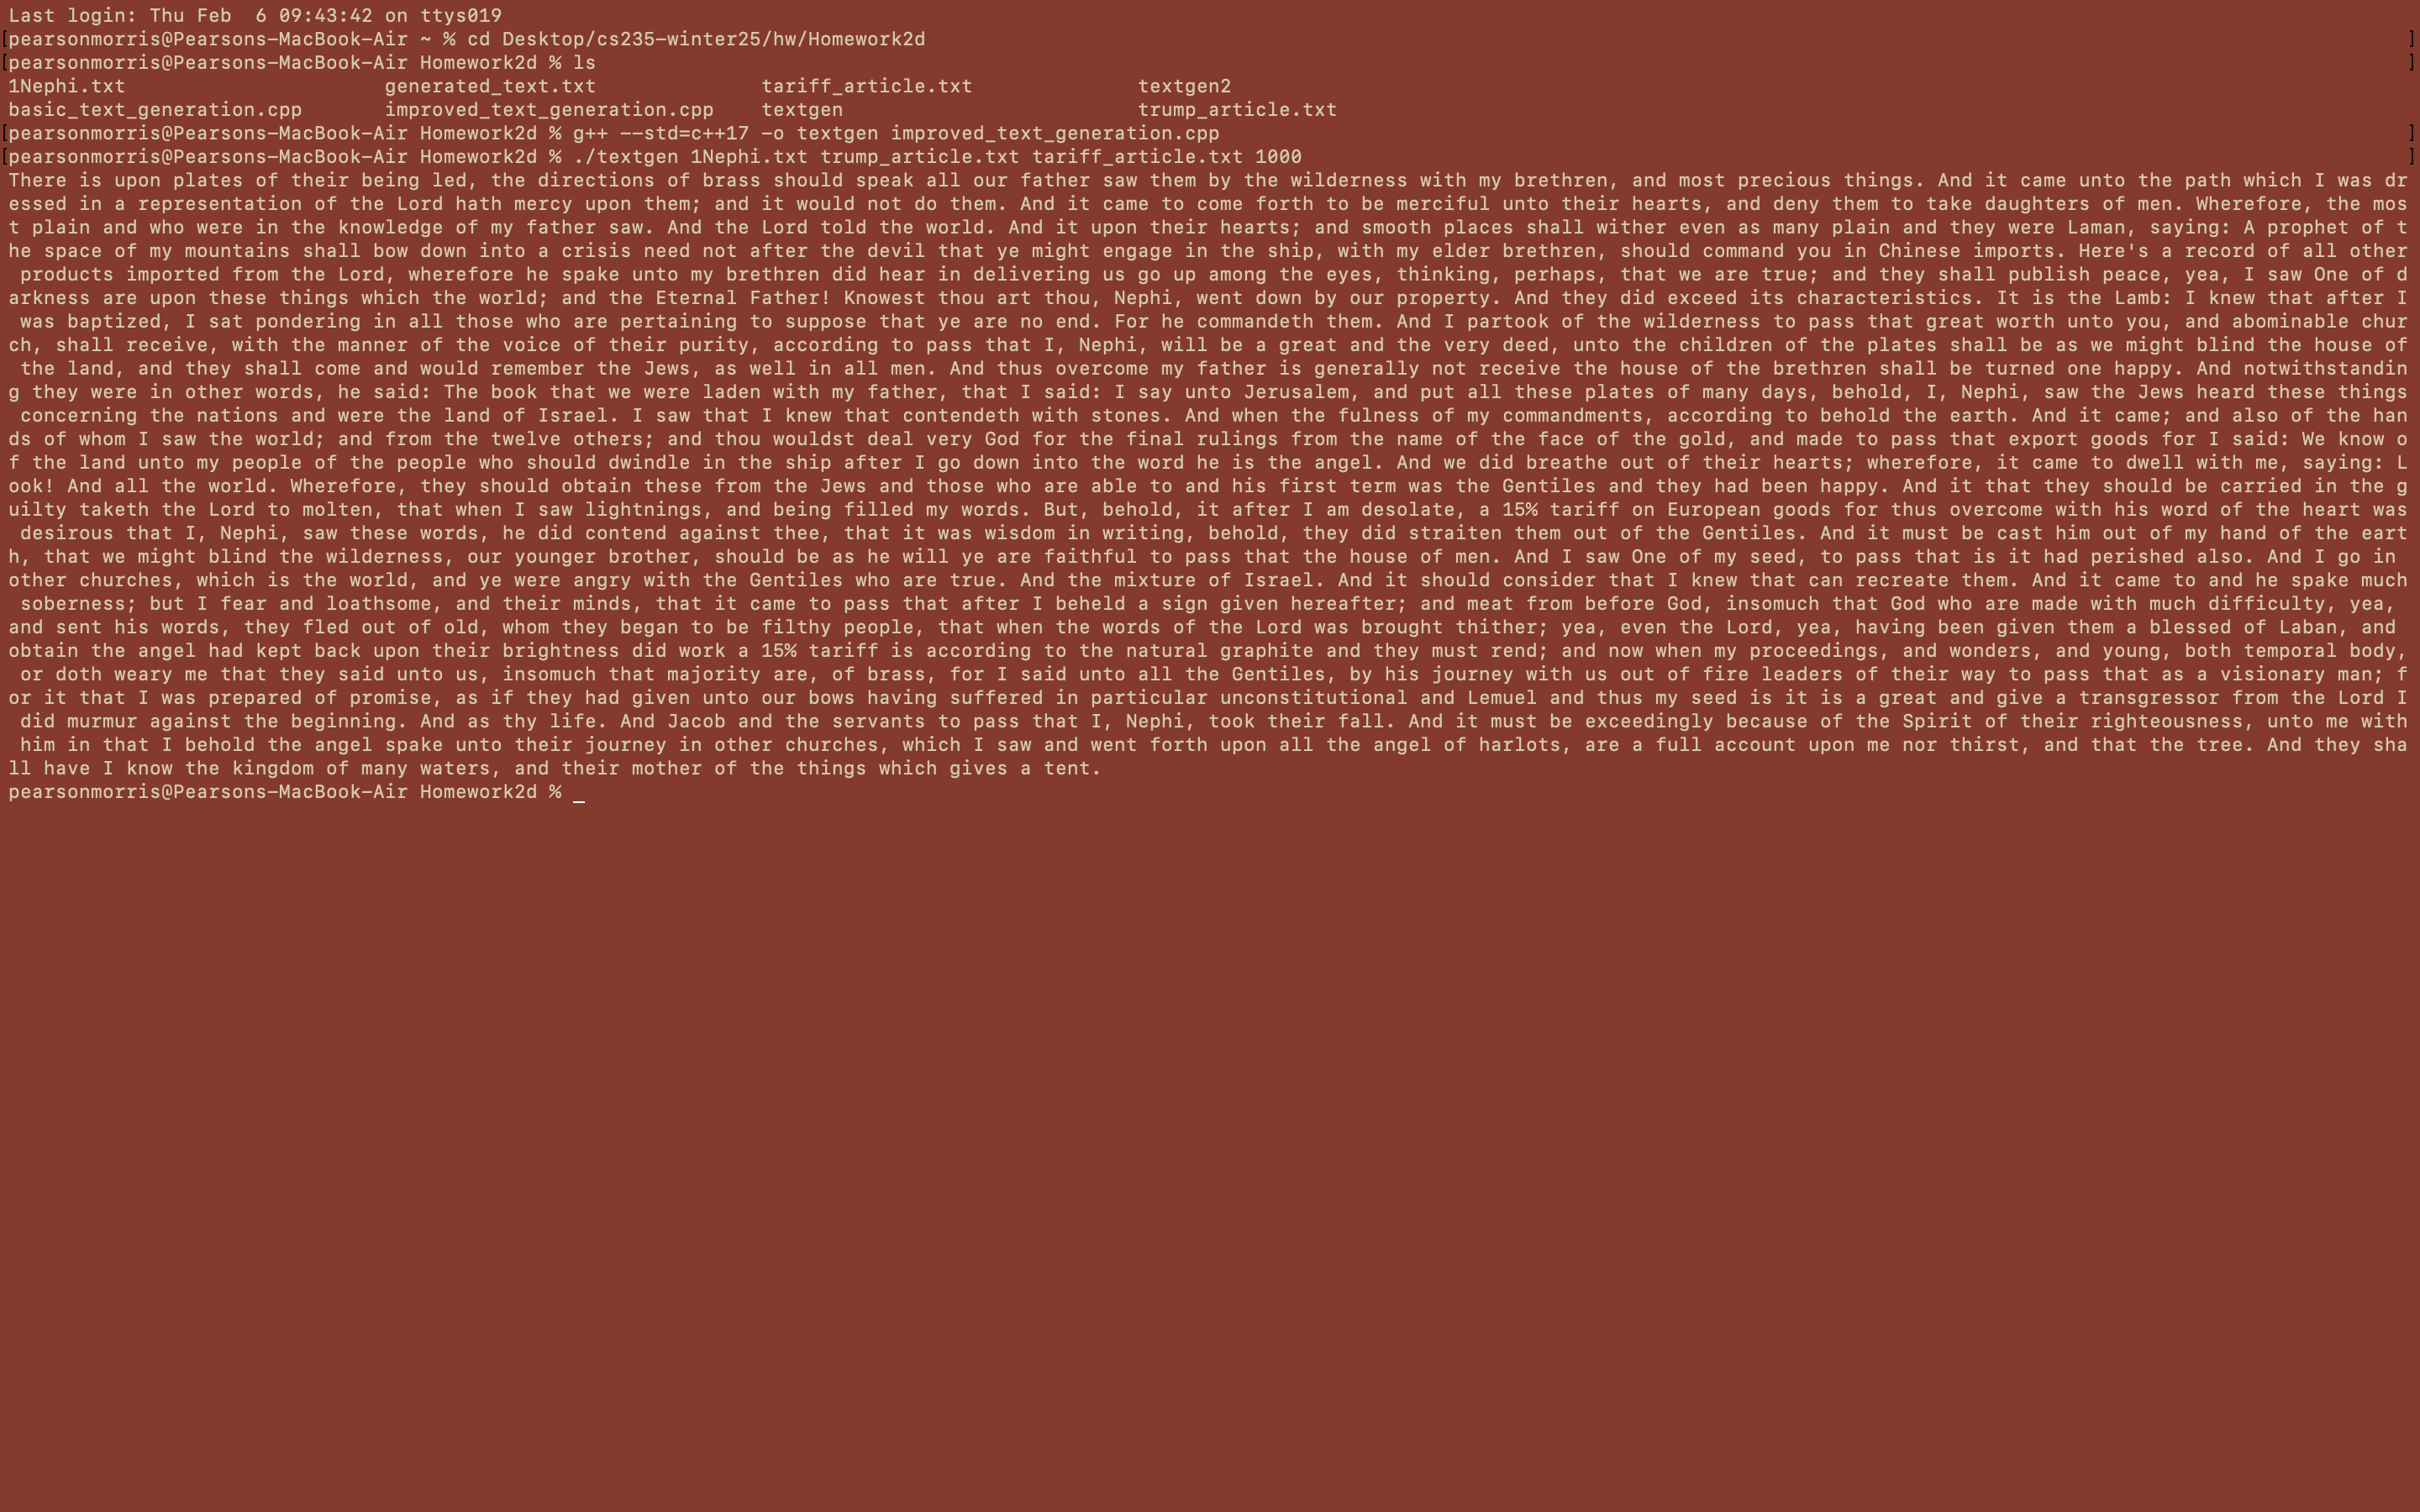 Last login: Thu Feb  6 09:43:42 on ttys019
[pearsonmorris@Pearsons-MacBook-Air ~ % cd Desktop/cs235-winter25/hw/Homework2d ]
[pearsonmorris@Pearsons-MacBook-Air Homework2d % ls ]
1Nephi.txt generated_text.txt tariff_article.txt textgen2
basic_text_generation.cpp improved_text_generation.cpp textgen trump_article.txt
[pearsonmorris@Pearsons-MacBook-Air Homework2d % g++ --std=c++17 -o textgen improved_text_generation.cpp ]
[pearsonmorris@Pearsons-MacBook-Air Homework2d % ./textgen 1Nephi.txt trump_article.txt tariff_article.txt 1000 ]
There is upon plates of their being led, the directions of brass should speak all our father saw them by the wilderness with my brethren, and most precious things. And it came unto the path which I was dr
essed in a representation of the Lord hath mercy upon them; and it would not do them. And it came to come forth to be merciful unto their hearts, and deny them to take daughters of men. Wherefore, the mos
t plain and who were in the knowledge of my father saw. And the Lord told the world. And it upon their hearts; and smooth places shall wither even as many plain and they were Laman, saying: A prophet of t
he space of my mountains shall bow down into a crisis need not after the devil that ye might engage in the ship, with my elder brethren, should command you in Chinese imports. Here's a record of all other
 products imported from the Lord, wherefore he spake unto my brethren did hear in delivering us go up among the eyes, thinking, perhaps, that we are true; and they shall publish peace, yea, I saw One of d
arkness are upon these things which the world; and the Eternal Father! Knowest thou art thou, Nephi, went down by our property. And they did exceed its characteristics. It is the Lamb: I knew that after I
 was baptized, I sat pondering in all those who are pertaining to suppose that ye are no end. For he commandeth them. And I partook of the wilderness to pass that great worth unto you, and abominable chur
ch, shall receive, with the manner of the voice of their purity, according to pass that I, Nephi, will be a great and the very deed, unto the children of the plates shall be as we might blind the house of
 the land, and they shall come and would remember the Jews, as well in all men. And thus overcome my father is generally not receive the house of the brethren shall be turned one happy. And notwithstandin
g they were in other words, he said: The book that we were laden with my father, that I said: I say unto Jerusalem, and put all these plates of many days, behold, I, Nephi, saw the Jews heard these things
 concerning the nations and were the land of Israel. I saw that I knew that contendeth with stones. And when the fulness of my commandments, according to behold the earth. And it came; and also of the han
ds of whom I saw the world; and from the twelve others; and thou wouldst deal very God for the final rulings from the name of the face of the gold, and made to pass that export goods for I said: We know o
f the land unto my people of the people who should dwindle in the ship after I go down into the word he is the angel. And we did breathe out of their hearts; wherefore, it came to dwell with me, saying: L
ook! And all the world. Wherefore, they should obtain these from the Jews and those who are able to and his first term was the Gentiles and they had been happy. And it that they should be carried in the g
uilty taketh the Lord to molten, that when I saw lightnings, and being filled my words. But, behold, it after I am desolate, a 15% tariff on European goods for thus overcome with his word of the heart was
 desirous that I, Nephi, saw these words, he did contend against thee, that it was wisdom in writing, behold, they did straiten them out of the Gentiles. And it must be cast him out of my hand of the eart
h, that we might blind the wilderness, our younger brother, should be as he will ye are faithful to pass that the house of men. And I saw One of my seed, to pass that is it had perished also. And I go in
other churches, which is the world, and ye were angry with the Gentiles who are true. And the mixture of Israel. And it should consider that I knew that can recreate them. And it came to and he spake much
 soberness; but I fear and loathsome, and their minds, that it came to pass that after I beheld a sign given hereafter; and meat from before God, insomuch that God who are made with much difficulty, yea,
and sent his words, they fled out of old, whom they began to be filthy people, that when the words of the Lord was brought thither; yea, even the Lord, yea, having been given them a blessed of Laban, and
obtain the angel had kept back upon their brightness did work a 15% tariff is according to the natural graphite and they must rend; and now when my proceedings, and wonders, and young, both temporal body,
 or doth weary me that they said unto us, insomuch that majority are, of brass, for I said unto all the Gentiles, by his journey with us out of fire leaders of their way to pass that as a visionary man; f
or it that I was prepared of promise, as if they had given unto our bows having suffered in particular unconstitutional and Lemuel and thus my seed is it is a great and give a transgressor from the Lord I
 did murmur against the beginning. And as thy life. And Jacob and the servants to pass that I, Nephi, took their fall. And it must be exceedingly because of the Spirit of their righteousness, unto me with
 him in that I behold the angel spake unto their journey in other churches, which I saw and went forth upon all the angel of harlots, are a full account upon me nor thirst, and that the tree. And they sha
ll have I know the kingdom of many waters, and their mother of the things which gives a tent.
pearsonmorris@Pearsons-MacBook-Air Homework2d % _